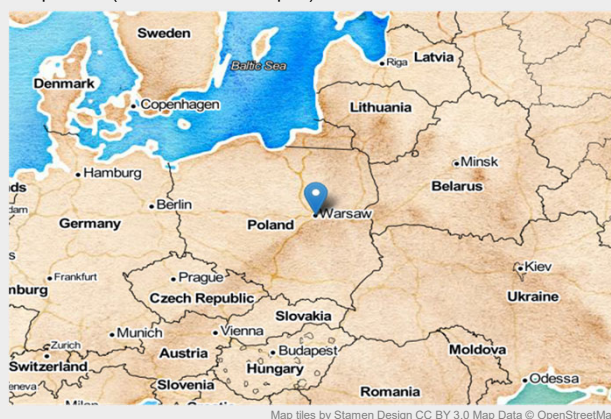 Sweden
Baltic Sea
Riga
Latvia
Denmark
Copenhagen
Lithuania
Hamburg
Minsk
Belarus
Berlin
Warsaw
Germany
Poland
Frankfurt
Prague
Kiev
Czech Republic
Ukraine
Slovakia
Munich
Vienna
Zurich
Austria
Budapest
Moldova
Switzerland
Hungary
Slovenia
Romania
Odessa
Map tiles by Stamen Design CC BY 3.0 Map Data © OpenStreetMa